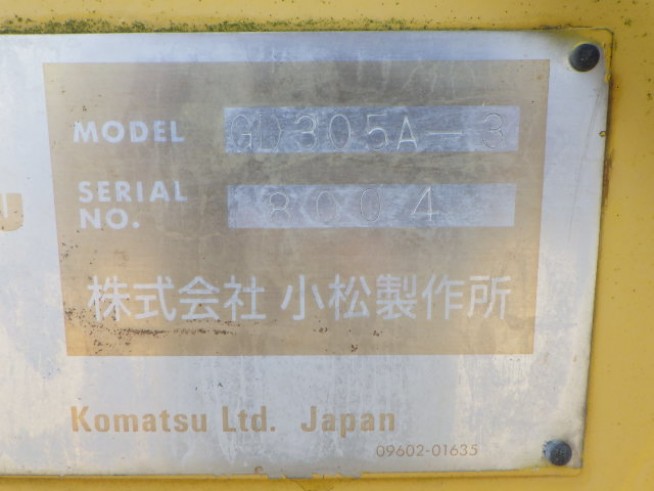 MODEL GD305A-3
SERIAL NO. 8004
株式会社 小松製作所
Komatsu Ltd. Japan
09602-01635